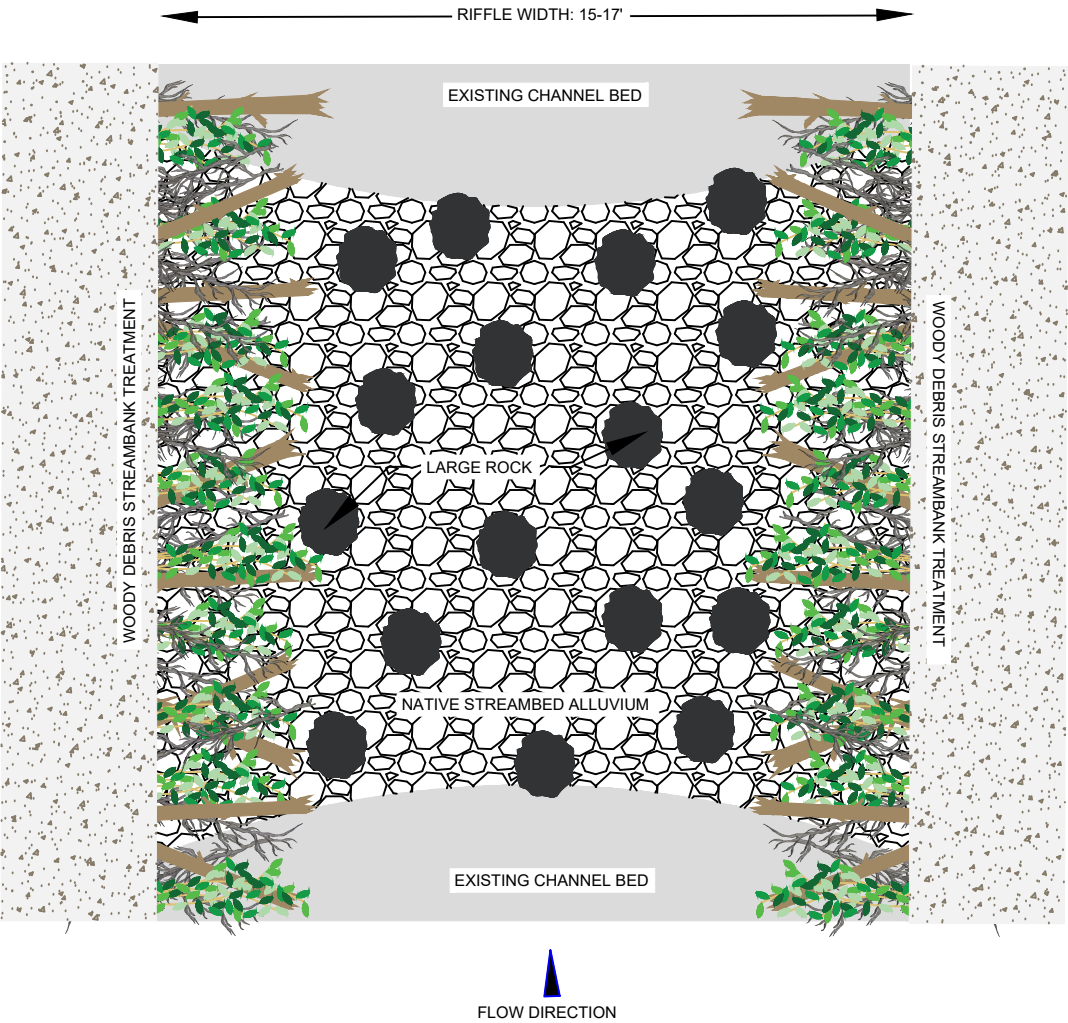 RIFFLE WIDTH: 15-17'
EXISTING CHANNEL BED
WOODY DEBRIS STREAMBANK TREATMENT
WOODY DEBRIS STREAMBANK TREATMENT
LARGE ROCK
NATIVE STREAMBED ALLUVIUM
EXISTING CHANNEL BED
FLOW DIRECTION